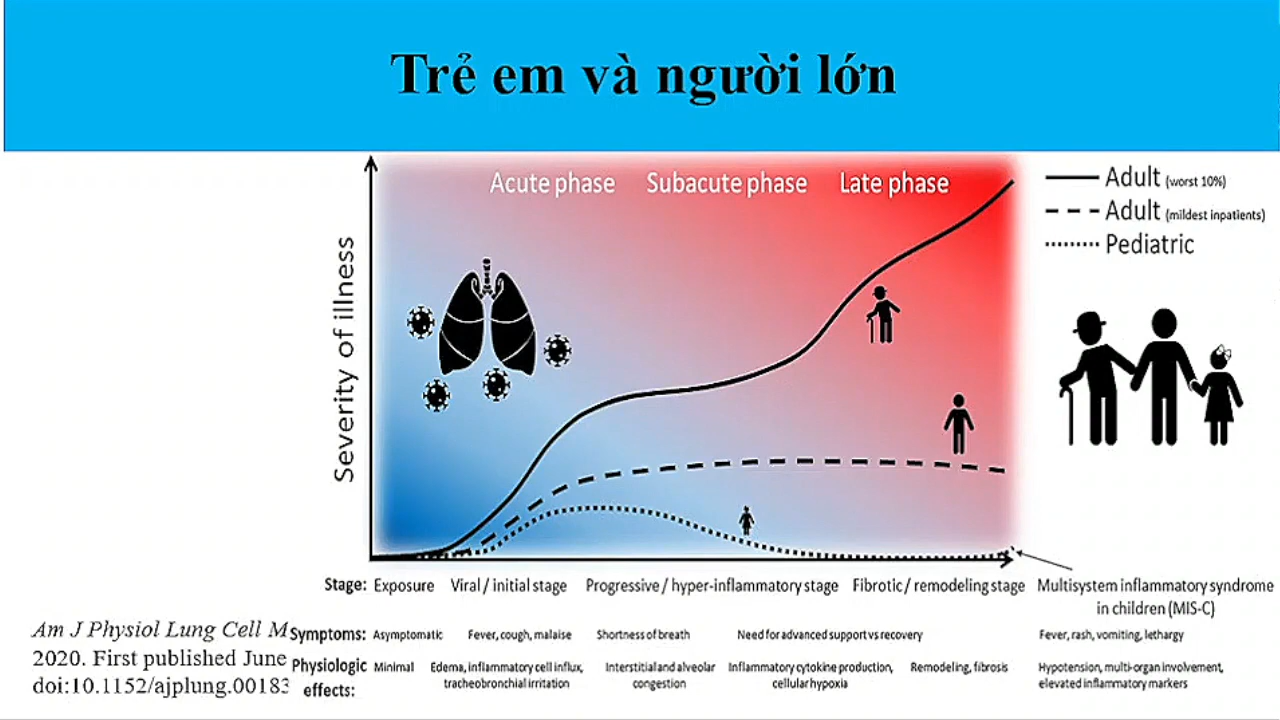 Trẻ em và người lớn
Acute phase Subacute phase Late phase
Adult (worst 10%)
Adult (mildest inpatients)
Pediatric
Severity of illness
Stage: Exposure Viral / initial stage Progressive / hyper-inflammatory stage Fibrotic / remodeling stage Multisystem inflammatory syndrome
in children (MIS-C)
Am J Physiol Lung Cell M
2020. First published June
doi:10.1152/ajplung.00183
Symptoms: Asymptomatic Fever, cough, malaise Shortness of breath Need for advanced support vs recovery Fever, rash, vomiting, lethargy
Physiologic Minimal Edema, inflammatory cell influx, Interstitial and alveolar Inflammatory cytokine production, Remodeling, fibrosis Hypotension, multi-organ involvement,
effects: tracheobronchial irritation congestion cellular hypoxia elevated inflammatory markers